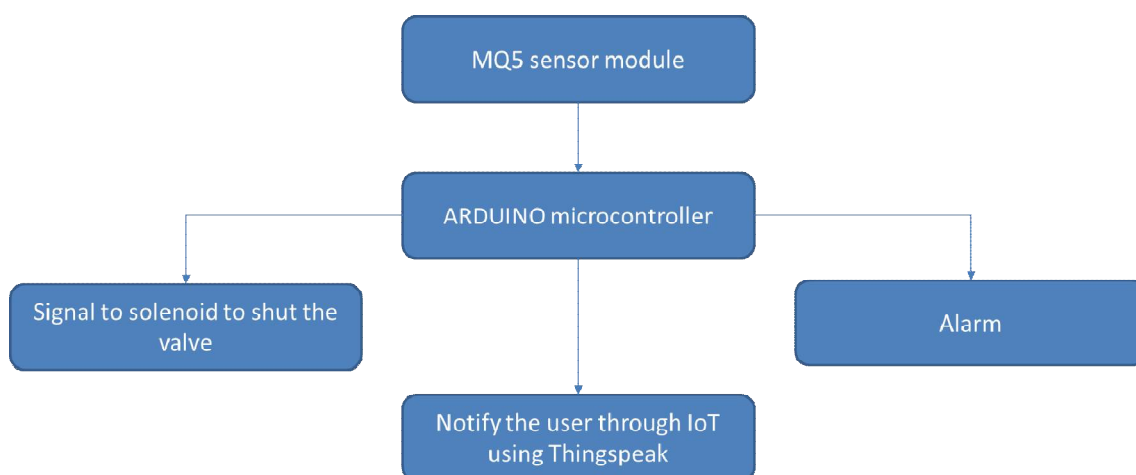 MQ5 sensor module
ARDUINO microcontroller
Signal to solenoid to shut the
valve
Alarm
Notify the user through IoT
using Thingspeak